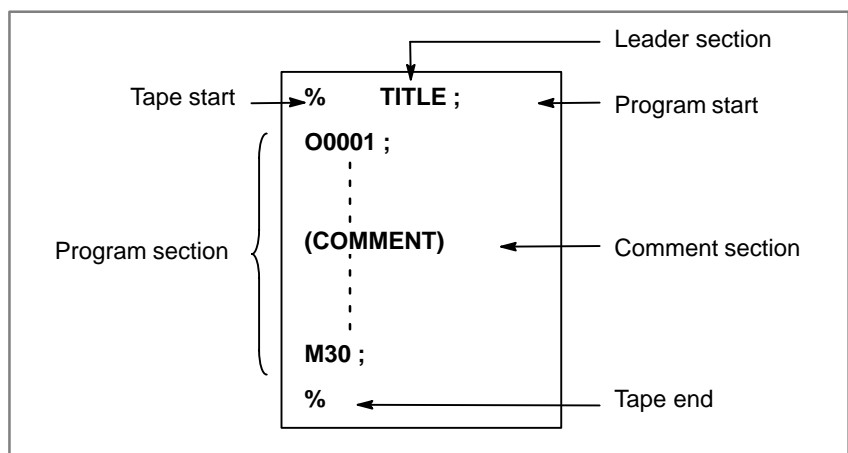 Leader section
Tape start
% TITLE ;
Program start
O0001 ;
Program section
(COMMENT)
Comment section
M30 ;
%
Tape end